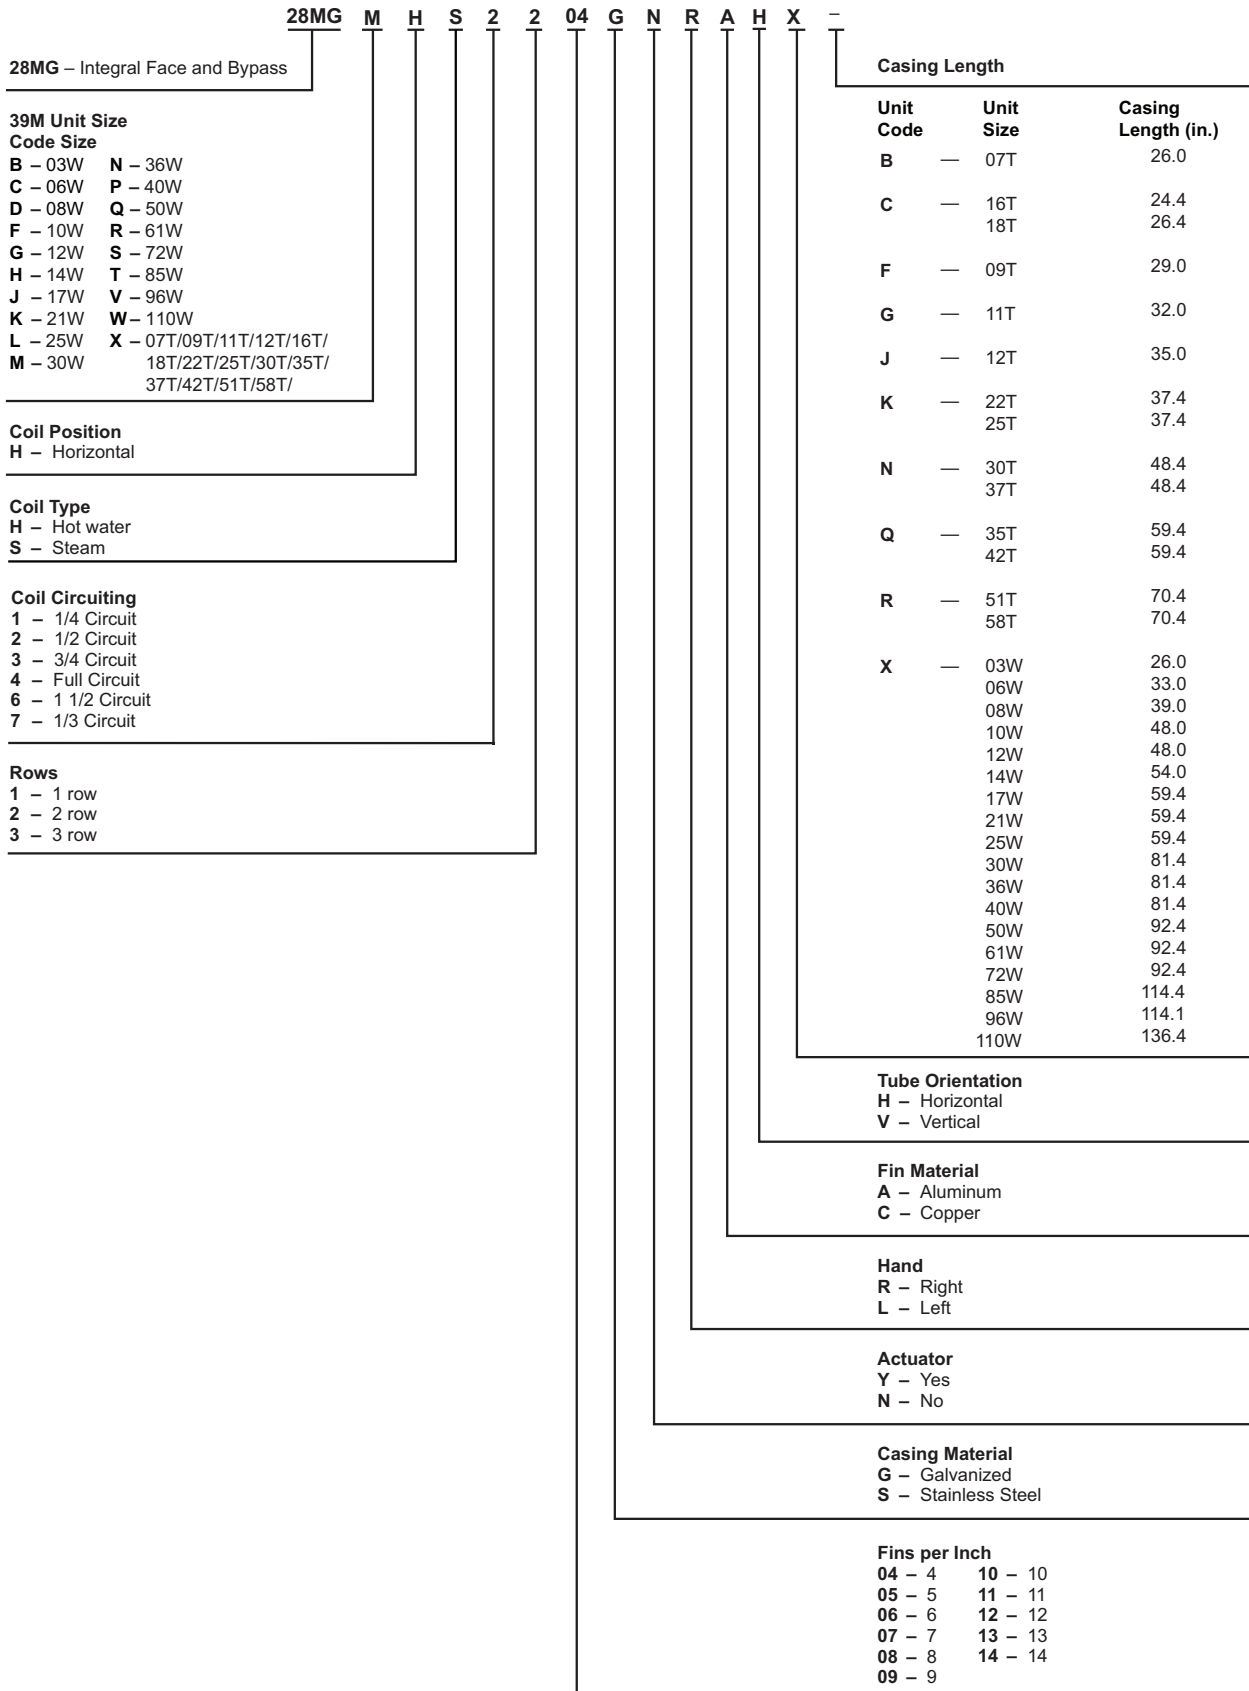 28MG M H S 2 2 04 G N R A H X –
28MG – Integral Face and Bypass
39M Unit Size
Code Size
B – 03W N – 36W
C – 06W P – 40W
D – 08W Q – 50W
F – 10W R – 61W
G – 12W S – 72W
H – 14W T – 85W
J – 17W V – 96W
K – 21W W – 110W
L – 25W X – 07T/09T/11T/12T/16T/
M – 30W 18T/22T/25T/30T/35T/
37T/42T/51T/58T/
Coil Position
H – Horizontal
Coil Type
H – Hot water
S – Steam
Coil Circuiting
1 – 1/4 Circuit
2 – 1/2 Circuit
3 – 3/4 Circuit
4 – Full Circuit
6 – 1 1/2 Circuit
7 – 1/3 Circuit
Rows
1 – 1 row
2 – 2 row
3 – 3 row
Casing Length
Unit Unit Casing
Code Size Length (in.)
B — 07T 26.0
C — 16T 24.4
18T 26.4
F — 09T 29.0
G — 11T 32.0
J — 12T 35.0
K — 22T 37.4
25T 37.4
N — 30T 48.4
37T 48.4
Q — 35T 59.4
42T 59.4
R — 51T 70.4
58T 70.4
X — 03W 26.0
06W 33.0
08W 39.0
10W 48.0
12W 48.0
14W 54.0
17W 59.4
21W 59.4
25W 59.4
30W 81.4
36W 81.4
40W 81.4
50W 92.4
61W 92.4
72W 92.4
85W 114.4
96W 114.1
110W 136.4
Tube Orientation
H – Horizontal
V – Vertical
Fin Material
A – Aluminum
C – Copper
Hand
R – Right
L – Left
Actuator
Y – Yes
N – No
Casing Material
G – Galvanized
S – Stainless Steel
Fins per Inch
04 – 4 10 – 10
05 – 5 11 – 11
06 – 6 12 – 12
07 – 7 13 – 13
08 – 8 14 – 14
09 – 9